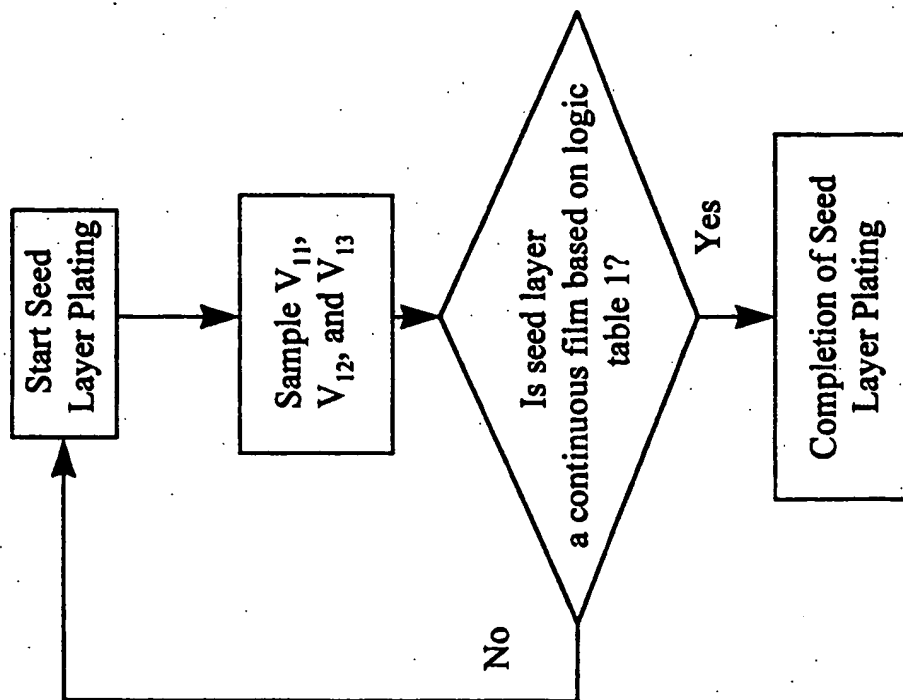 Start Seed
Layer Plating
Sample V₁₁,
V₁₂, and V₁₃
Is seed layer
a continuous film based on logic
table 1?
No
Yes
Completion of Seed
Layer Plating